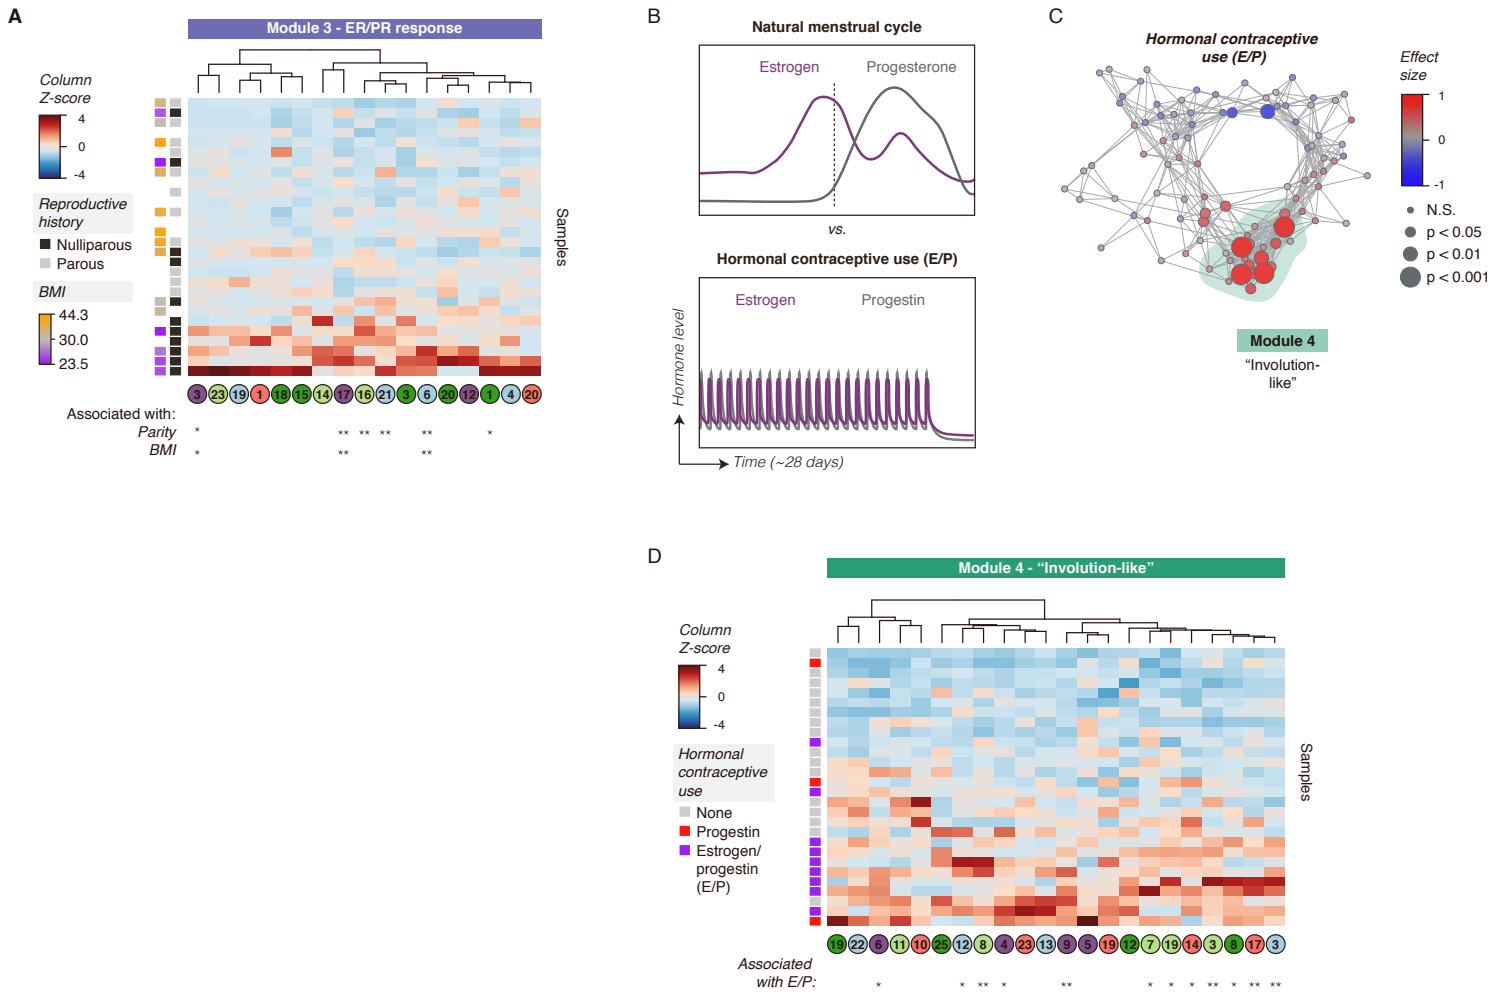 A
Module 3 - ER/PR response
Column
Z-score
4
2
0
-4
Reproductive
history
Nulliparous
Parous
BMI
44.3
30.0
23.5
Samples
3 23 19 1 18 15 14 17 16 21 3 6 20 12 1 4 20
Associated with:
Parity * ** ** ** ** *
BMI * ** **
B
Natural menstrual cycle
Estrogen Progesterone
vs.
Hormonal contraceptive use (E/P)
Estrogen Progestin
Hormone level
Time (~28 days)
C
Hormonal contraceptive
use (E/P)
Effect
size
1
0
-1
N.S.
p < 0.05
p < 0.01
p < 0.001
Module 4
“Involution-
like”
D
Module 4 - “Involution-like”
Column
Z-score
4
0
-4
Hormonal
contraceptive
use
None
Progestin
Estrogen/
progestin
(E/P)
Samples
19 22 6 11 10 25 12 8 4 23 13 9 5 19 12 7 19 14 3 8 17 3
Associated
with E/P: * * ** * ** * * * ** * ** **